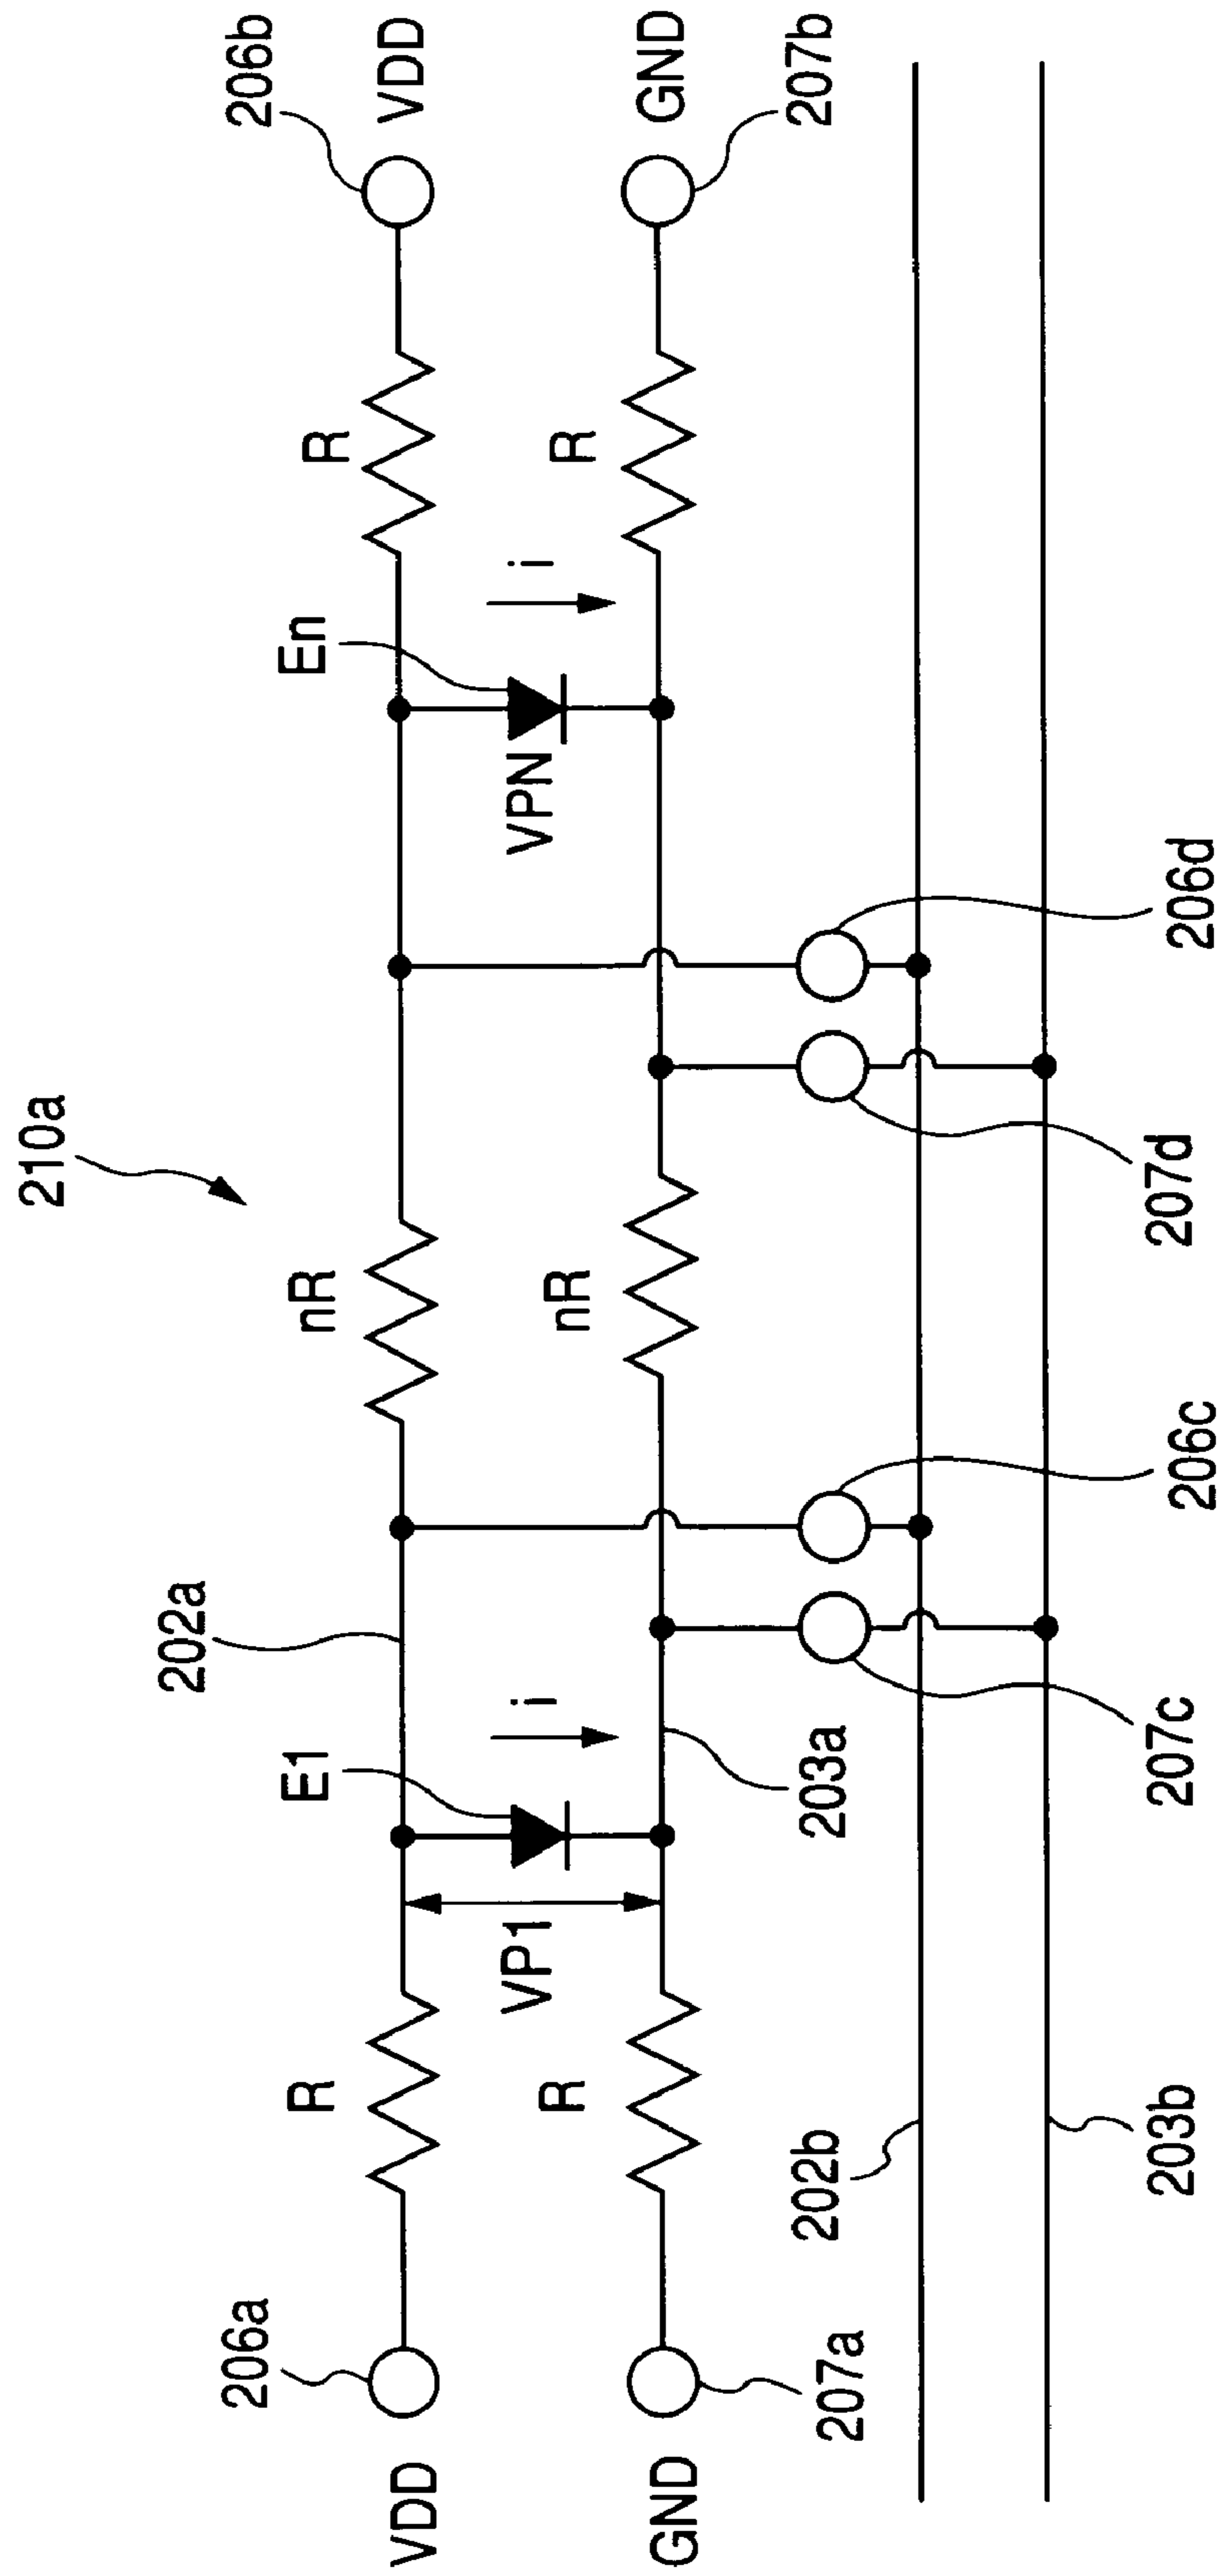 210a
206a
VDD
R
E1
202a
nR
En
R
206b
VDD
VP1
i
VPN
i
GND
207a
R
203a
nR
R
GND
207b
202b
207c
206c
207d
206d
203b